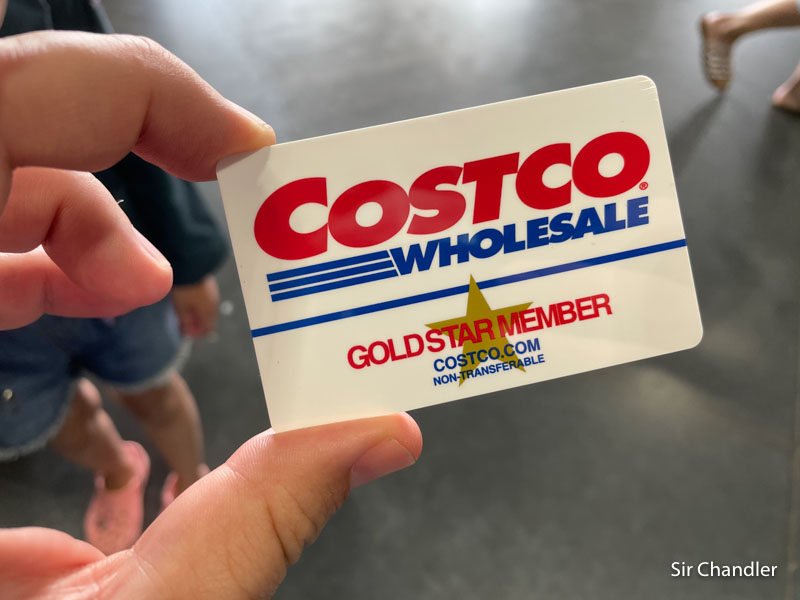 COSTCO®
WHOLESALE
GOLD STAR MEMBER
COSTCO.COM
NON-TRANSFERABLE
Sir Chandler